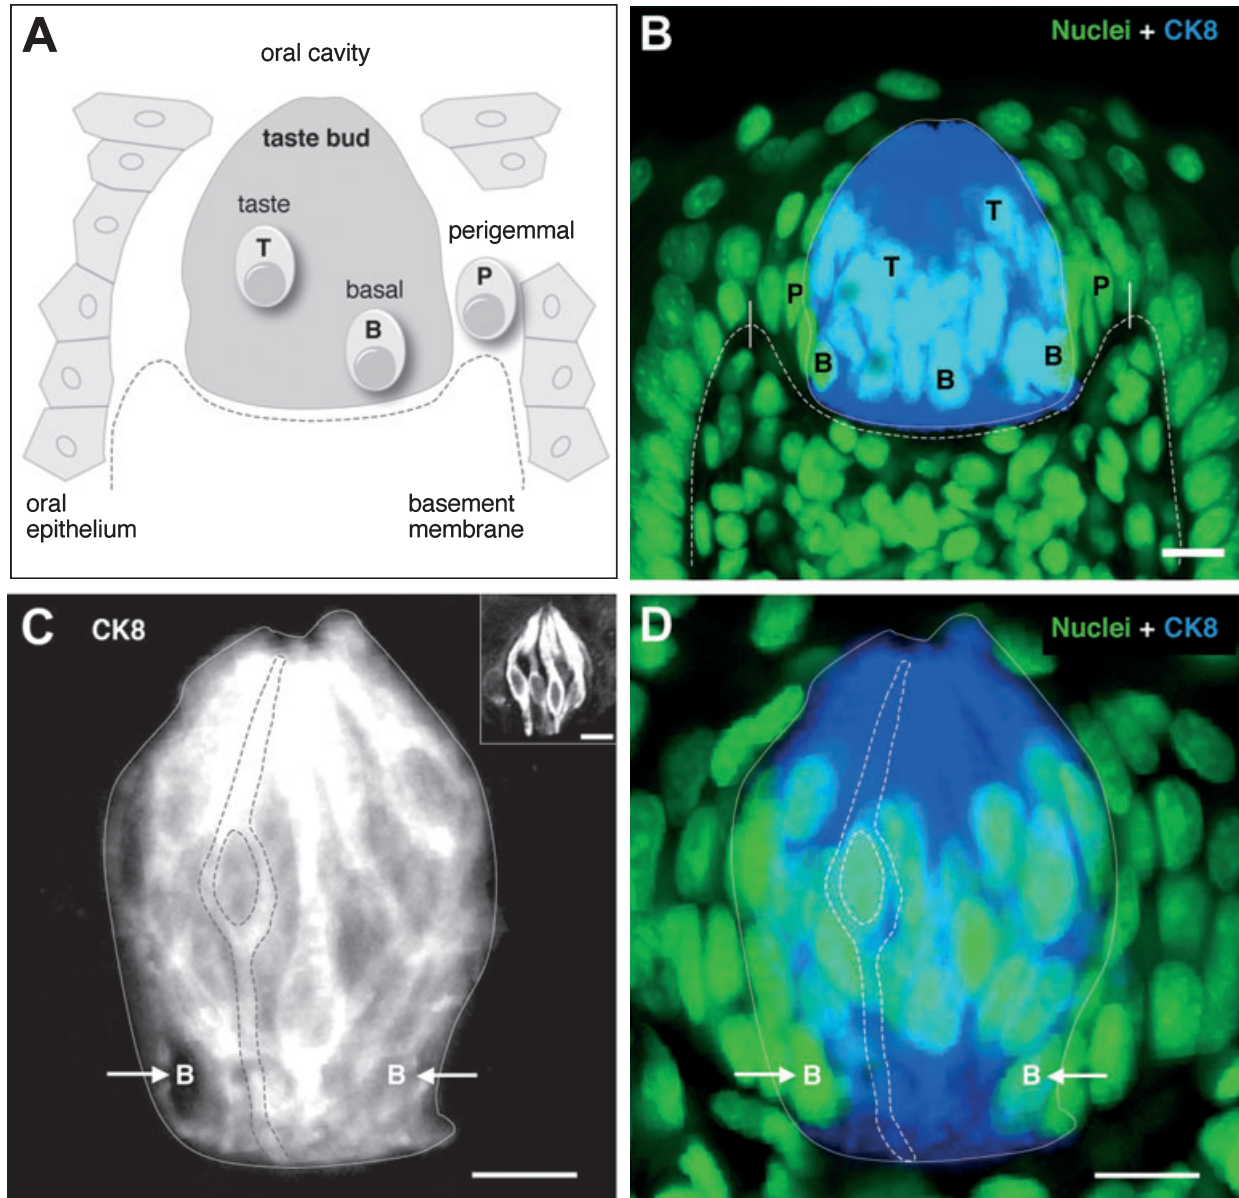 A
oral cavity
taste bud
taste
T
perigemmal
P
basal
B
oral
epithelium
basement
membrane
B
Nuclei + CK8
T
T
P
P
B
B
B
C
CK8
B
B
D
Nuclei + CK8
B
B